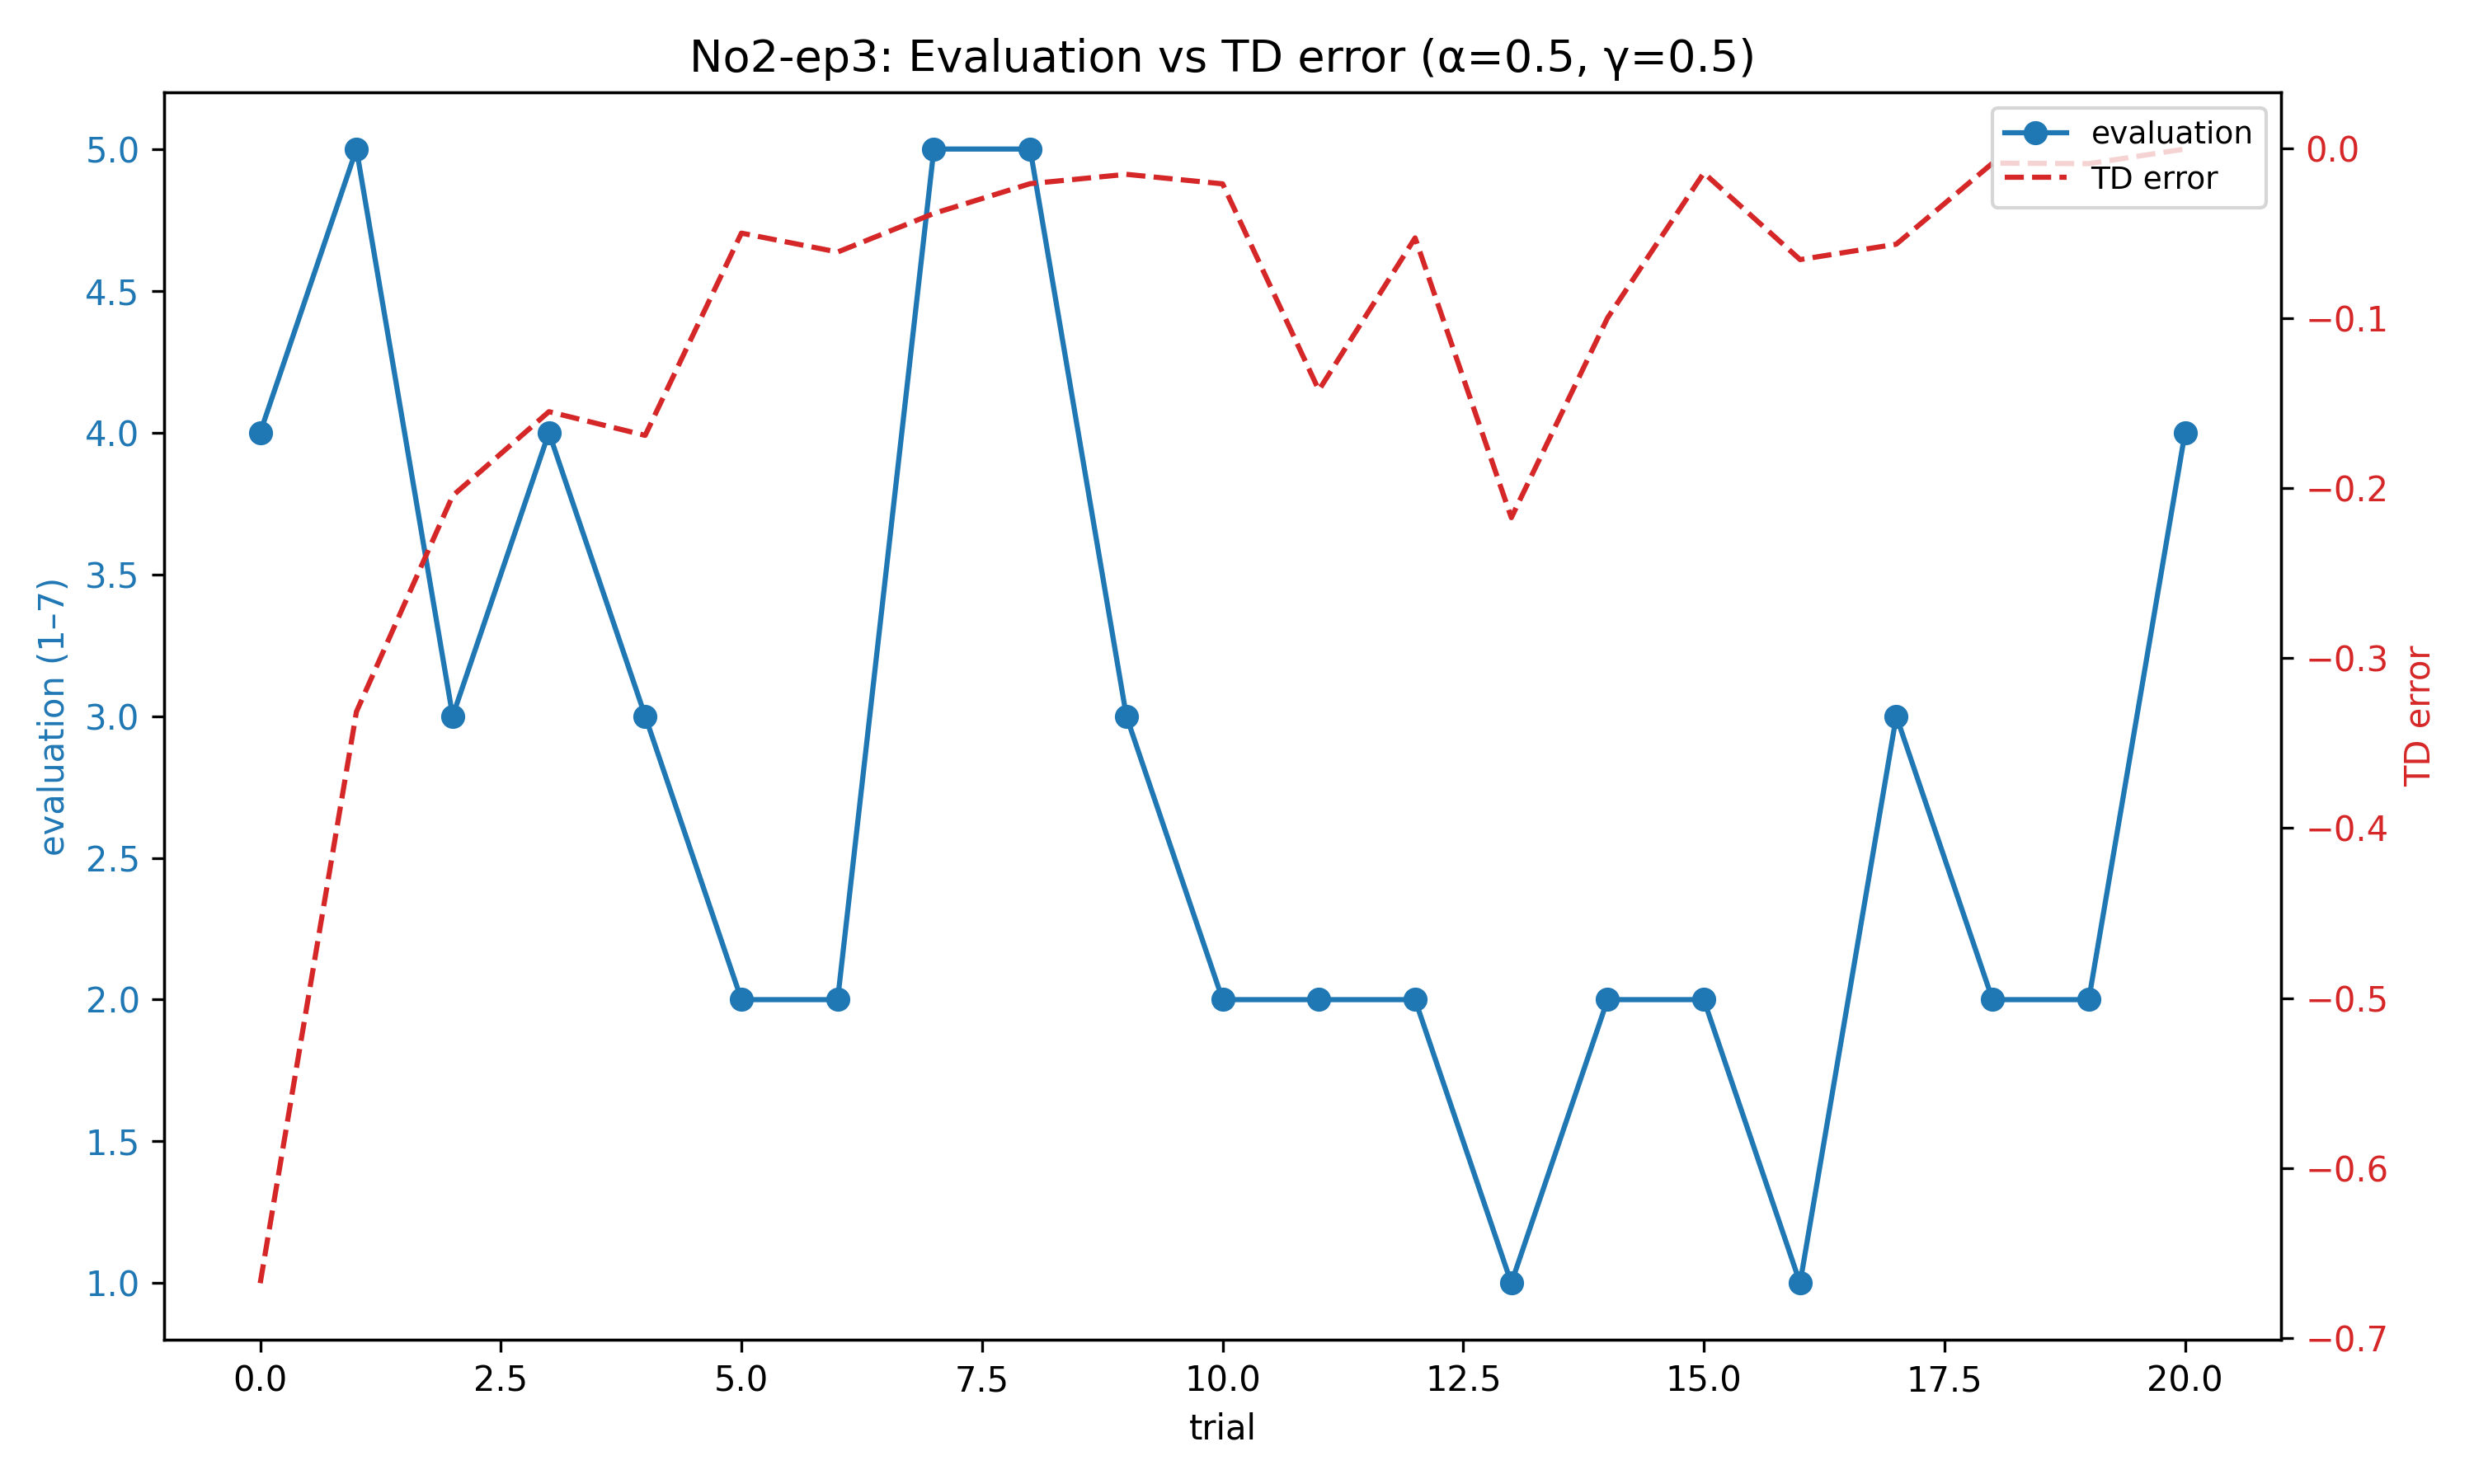 No2-ep3: Evaluation vs TD error (α=0.5, γ=0.5)
evaluation (1–7)
5.0
4.5
4.0
3.5
3.0
2.5
2.0
1.5
1.0
evaluation
TD error
0.0
−0.1
−0.2
−0.3
−0.4
−0.5
−0.6
−0.7
TD error
0.0 2.5 5.0 7.5 10.0 12.5 15.0 17.5 20.0
trial